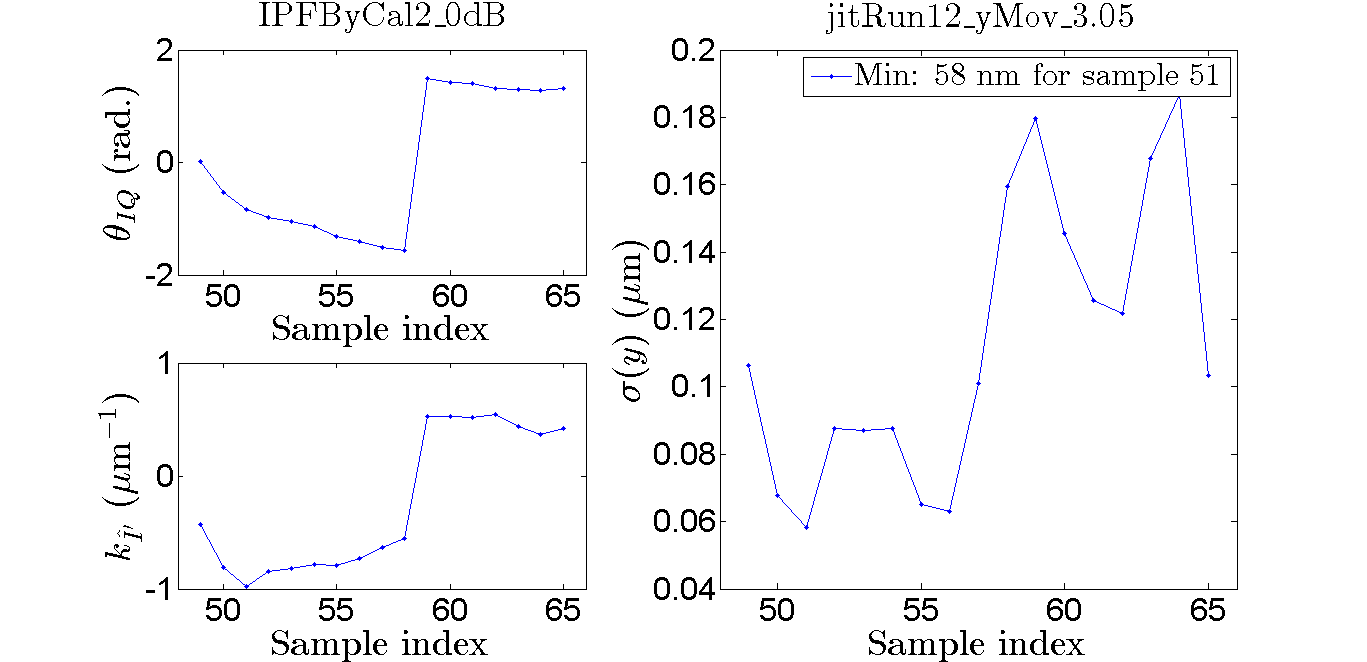 IPFByCal2_0dB
2
0
-2
θ_IQ (rad.)
50 55 60 65
Sample index
1
0
-1
k_Î′ (μm⁻¹)
50 55 60 65
Sample index
jitRun12_yMov_3.05
Min: 58 nm for sample 51
0.2
0.18
0.16
0.14
0.12
0.1
0.08
0.06
0.04
σ(y) (μm)
50 55 60 65
Sample index